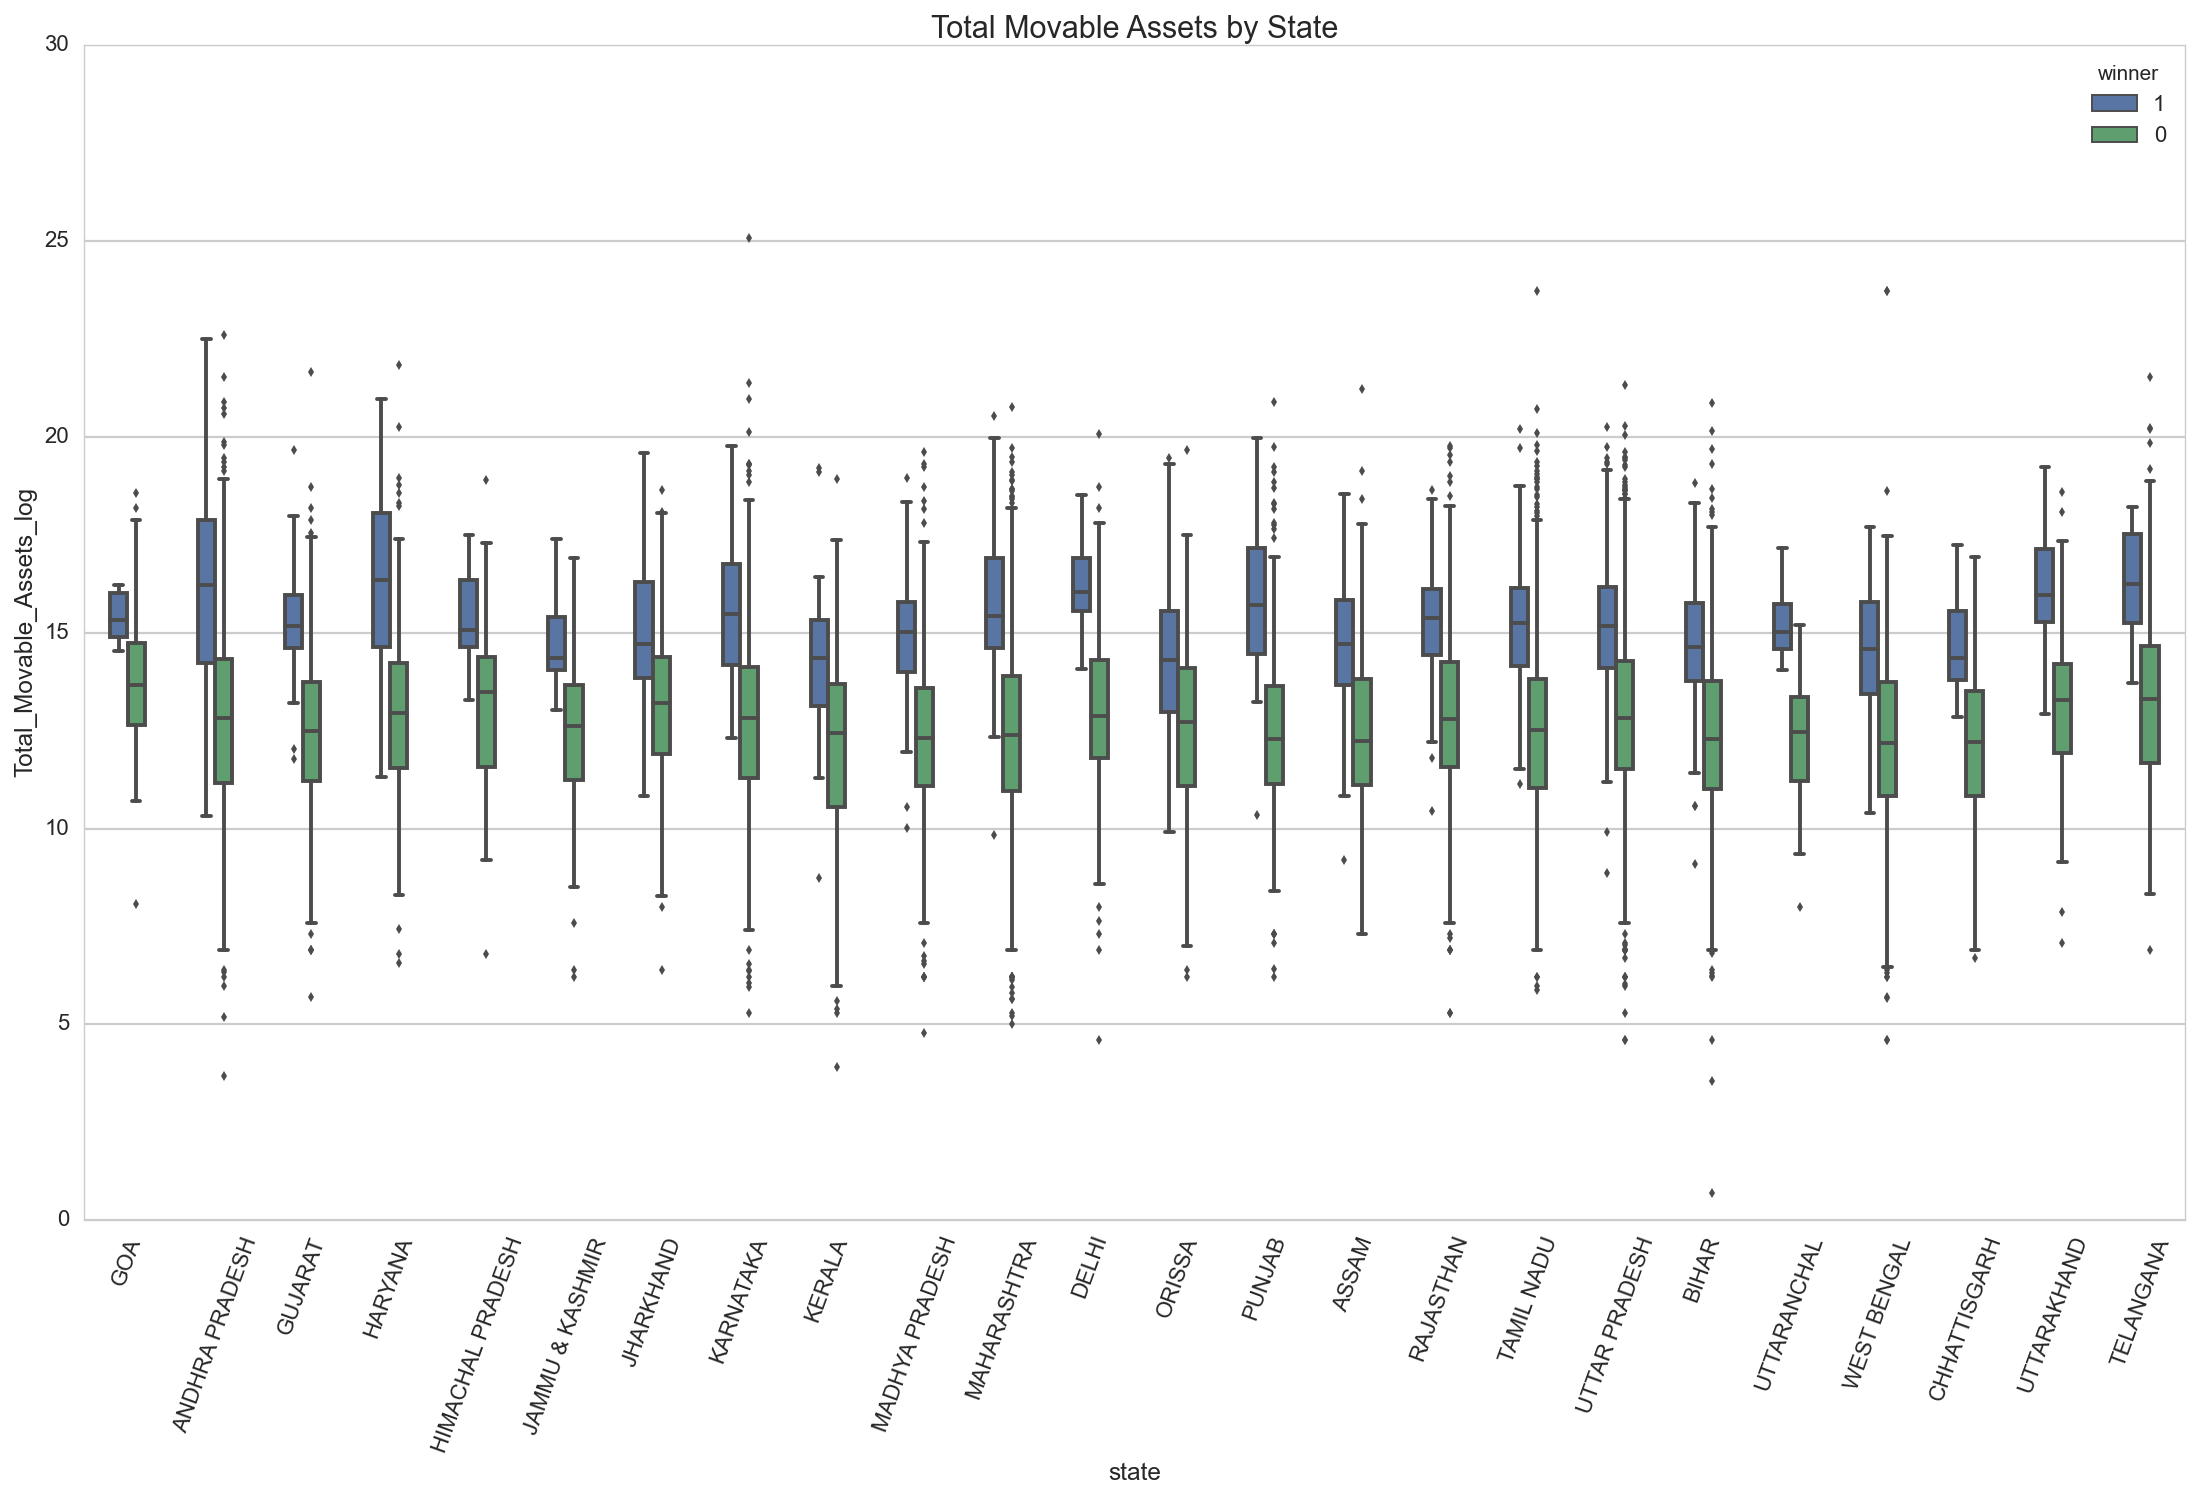 Total Movable Assets by State
winner
1
0
Total_Movable_Assets_log
30
25
20
15
10
5
0
GOA
ANDHRA PRADESH
GUJARAT
HARYANA
HIMACHAL PRADESH
JAMMU & KASHMIR
JHARKHAND
KARNATAKA
KERALA
MADHYA PRADESH
MAHARASHTRA
DELHI
ORISSA
PUNJAB
ASSAM
RAJASTHAN
TAMIL NADU
UTTAR PRADESH
BIHAR
UTTARANCHAL
WEST BENGAL
CHHATTISGARH
UTTARAKHAND
TELANGANA
state